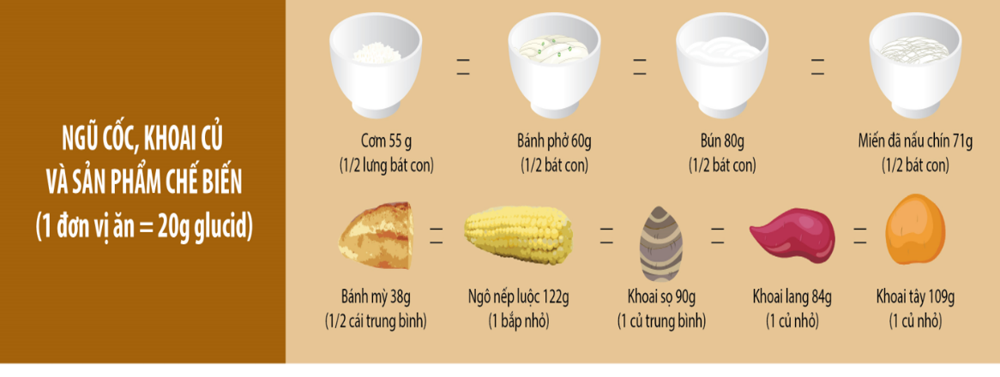 NGŨ CỐC, KHOAI CỦ
VÀ SẢN PHẨM CHẾ BIẾN
(1 đơn vị ăn = 20g glucid)
Cơm 55 g
(1/2 lưng bát con)
Bánh phở 60g
(1/2 bát con)
Bún 80g
(1/2 bát con)
Miến đã nấu chín 71g
(1/2 bát con)
Bánh mỳ 38g
(1/2 cái trung bình)
Ngô nếp luộc 122g
(1 bắp nhỏ)
Khoai sọ 90g
(1 củ trung bình)
Khoai lang 84g
(1 củ nhỏ)
Khoai tây 109g
(1 củ nhỏ)